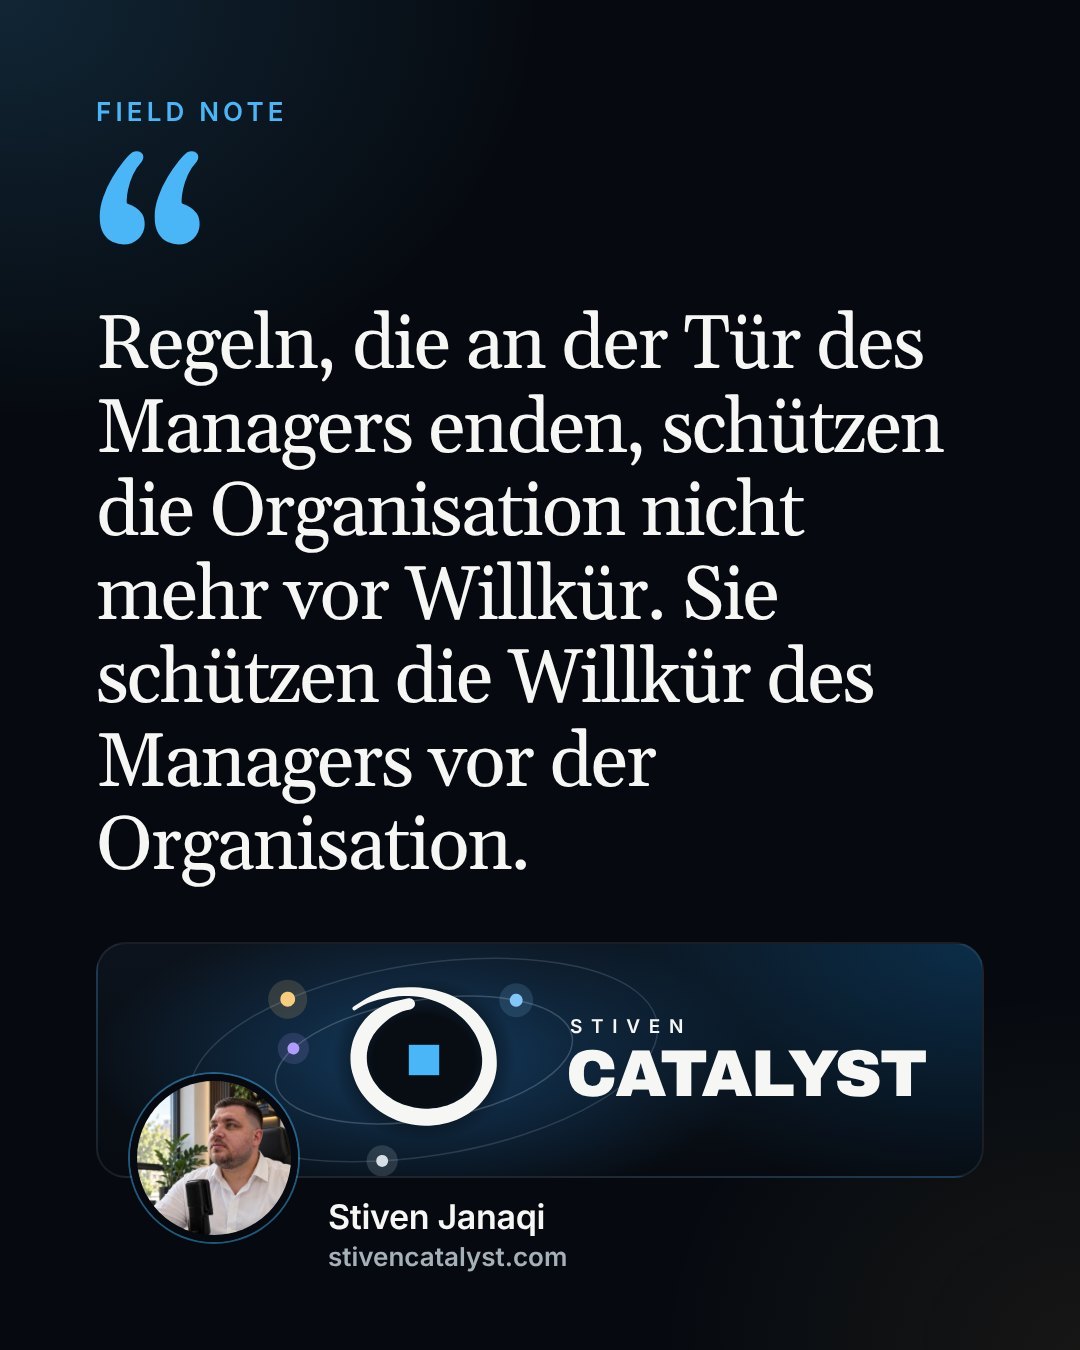 FIELD NOTE
“
Regeln, die an der Tür des
Managers enden, schützen
die Organisation nicht
mehr vor Willkür. Sie
schützen die Willkür des
Managers vor der
Organisation.
STIVEN
CATALYST
Stiven Janaqi
stivencatalyst.com